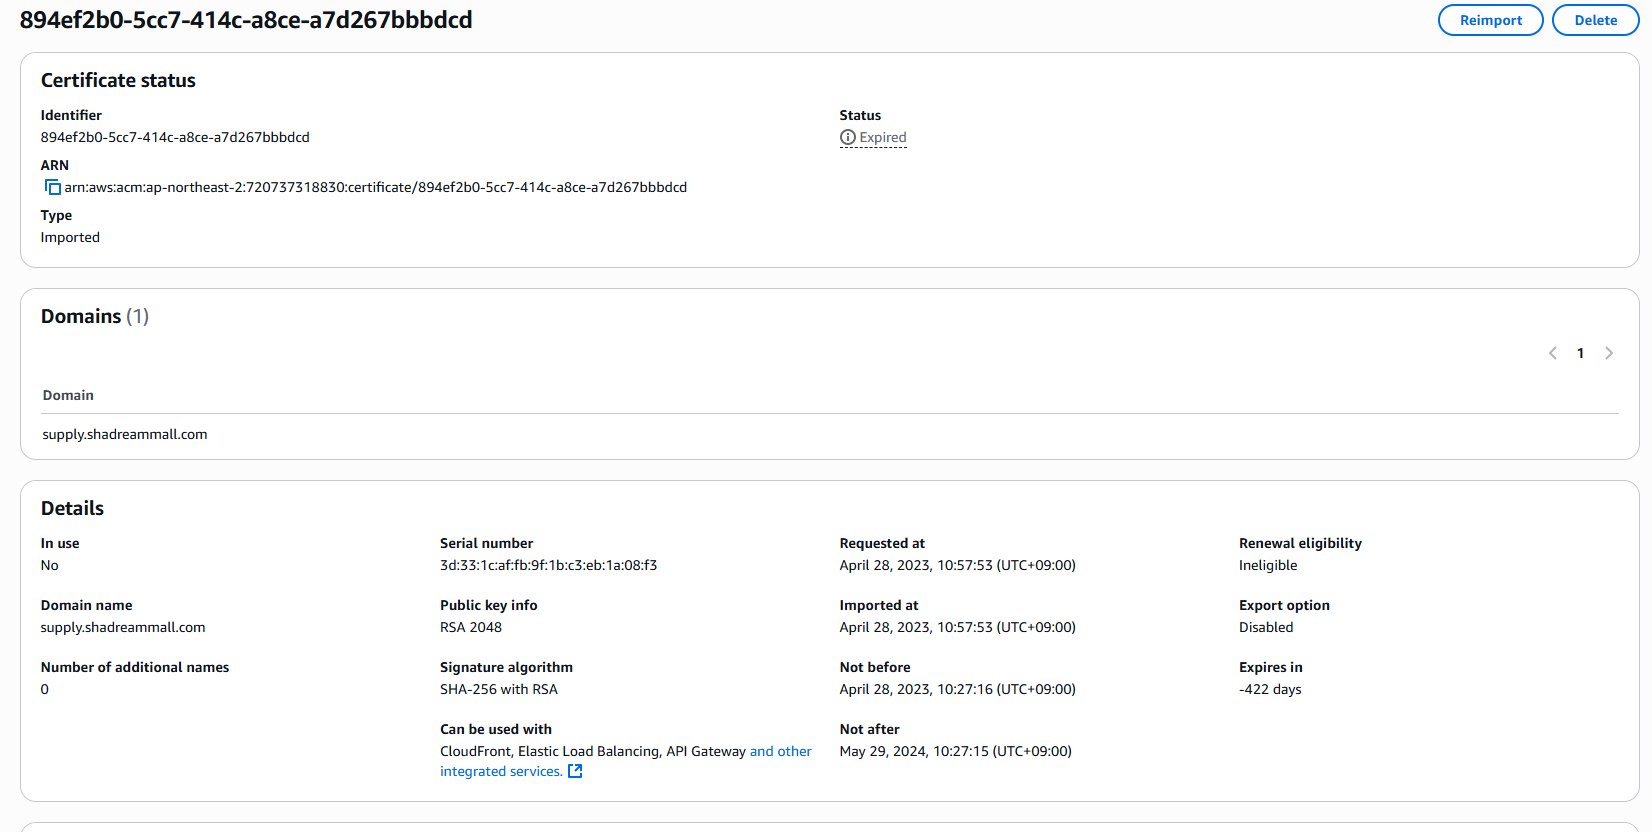 894ef2b0-5cc7-414c-a8ce-a7d267bbbdcd
Reimport
Delete
Certificate status
Identifier
894ef2b0-5cc7-414c-a8ce-a7d267bbbdcd
Status
Expired
ARN
arn:aws:acm:ap-northeast-2:720737318830:certificate/894ef2b0-5cc7-414c-a8ce-a7d267bbbdcd
Type
Imported
Domains (1)
1
Domain
supply.shadreammall.com
Details
In use
No
Domain name
supply.shadreammall.com
Number of additional names
0
Serial number
3d:33:1c:af:fb:9f:1b:c3:eb:1a:08:f3
Public key info
RSA 2048
Signature algorithm
SHA-256 with RSA
Can be used with
CloudFront, Elastic Load Balancing, API Gateway and other
integrated services.
Requested at
April 28, 2023, 10:57:53 (UTC+09:00)
Imported at
April 28, 2023, 10:57:53 (UTC+09:00)
Not before
April 28, 2023, 10:27:16 (UTC+09:00)
Not after
May 29, 2024, 10:27:15 (UTC+09:00)
Renewal eligibility
Ineligible
Export option
Disabled
Expires in
-422 days